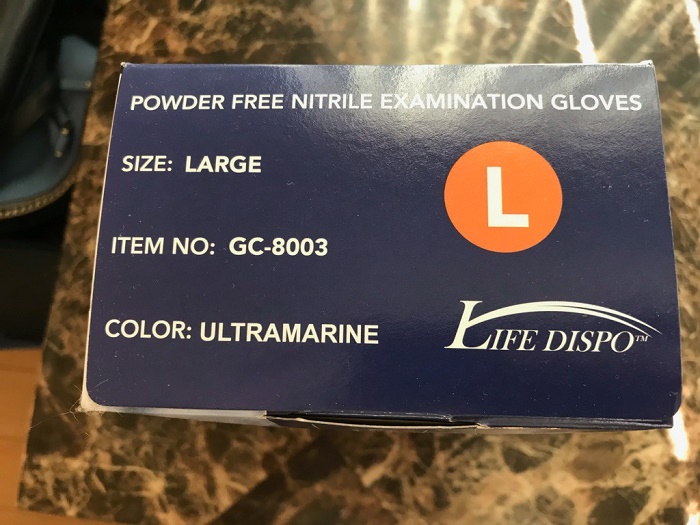 POWDER FREE NITRILE EXAMINATION GLOVES
SIZE: LARGE
L
ITEM NO: GC-8003
COLOR: ULTRAMARINE
LIFE DISPO™